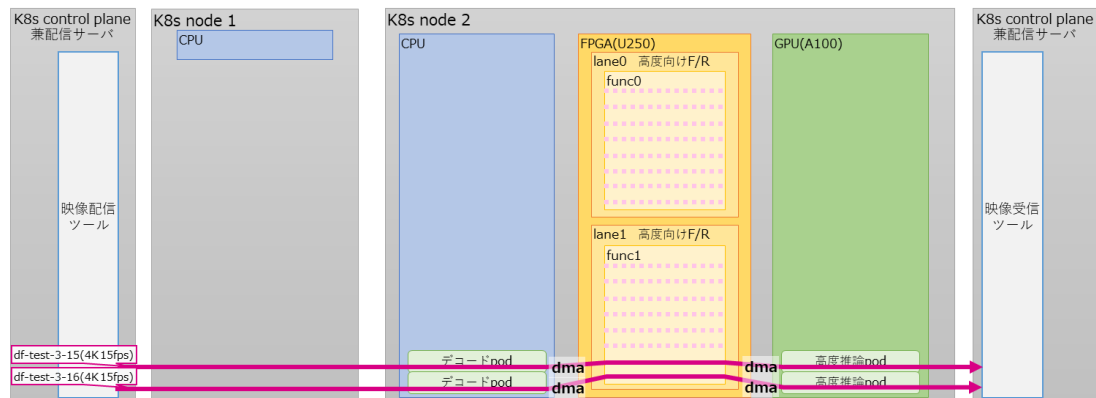 K8s control plane
兼配信サーバ
映像配信
ツール
K8s node 1
CPU
K8s node 2
CPU
FPGA(U250)
lane0 高度向けF/R
func0
lane1 高度向けF/R
func1
GPU(A100)
K8s control plane
兼配信サーバ
映像受信
ツール
df-test-3-15(4K15fps)
デコードpod
dma
dma
高度推論pod
df-test-3-16(4K15fps)
デコードpod
dma
dma
高度推論pod